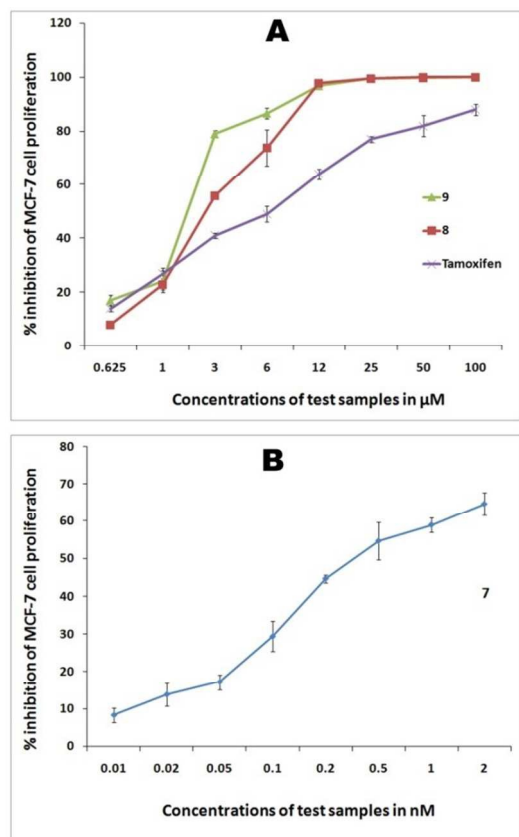 A
% inhibition of MCF-7 cell proliferation
120
100
80
60
40
20
0
9
8
Tamoxifen
0.625 1 3 6 12 25 50 100
Concentrations of test samples in µM
B
% inhibition of MCF-7 cell proliferation
80
70
60
50
40
30
20
10
0
7
0.01 0.02 0.05 0.1 0.2 0.5 1 2
Concentrations of test samples in nM